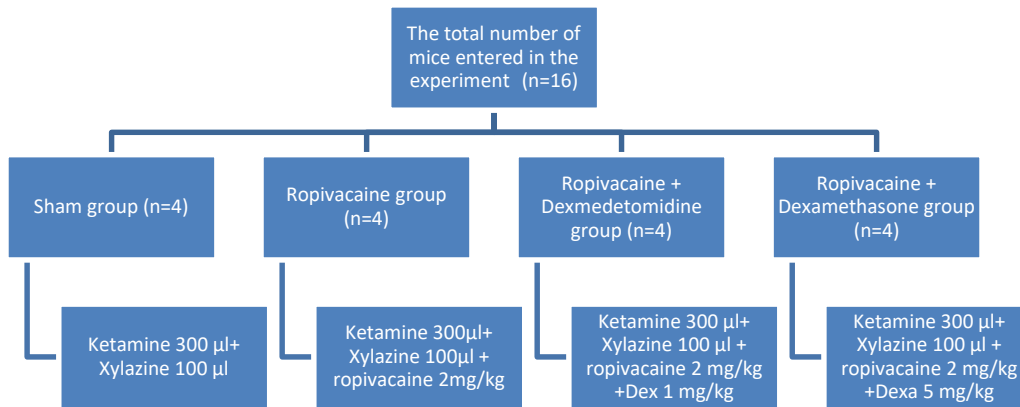 The total number of
mice entered in the
experiment (n=16)
Sham group (n=4)
Ropivacaine group
(n=4)
Ropivacaine +
Dexmedetomidine
group (n=4)
Ropivacaine +
Dexamethasone group
(n=4)
Ketamine 300 µl+
Xylazine 100 µl
Ketamine 300µl+
Xylazine 100µl +
ropivacaine 2mg/kg
Ketamine 300 µl+
Xylazine 100 µl +
ropivacaine 2 mg/kg
+Dex 1 mg/kg
Ketamine 300 µl+
Xylazine 100 µl +
ropivacaine 2 mg/kg
+Dexa 5 mg/kg